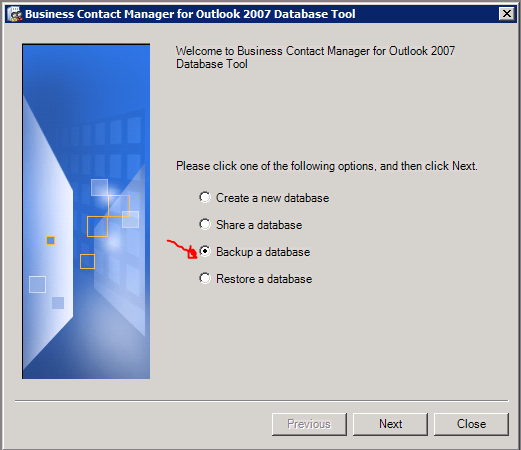 Business Contact Manager for Outlook 2007 Database Tool
Welcome to Business Contact Manager for Outlook 2007
Database Tool
Please click one of the following options, and then click Next.
Create a new database
Share a database
Backup a database
Restore a database
Previous
Next
Close